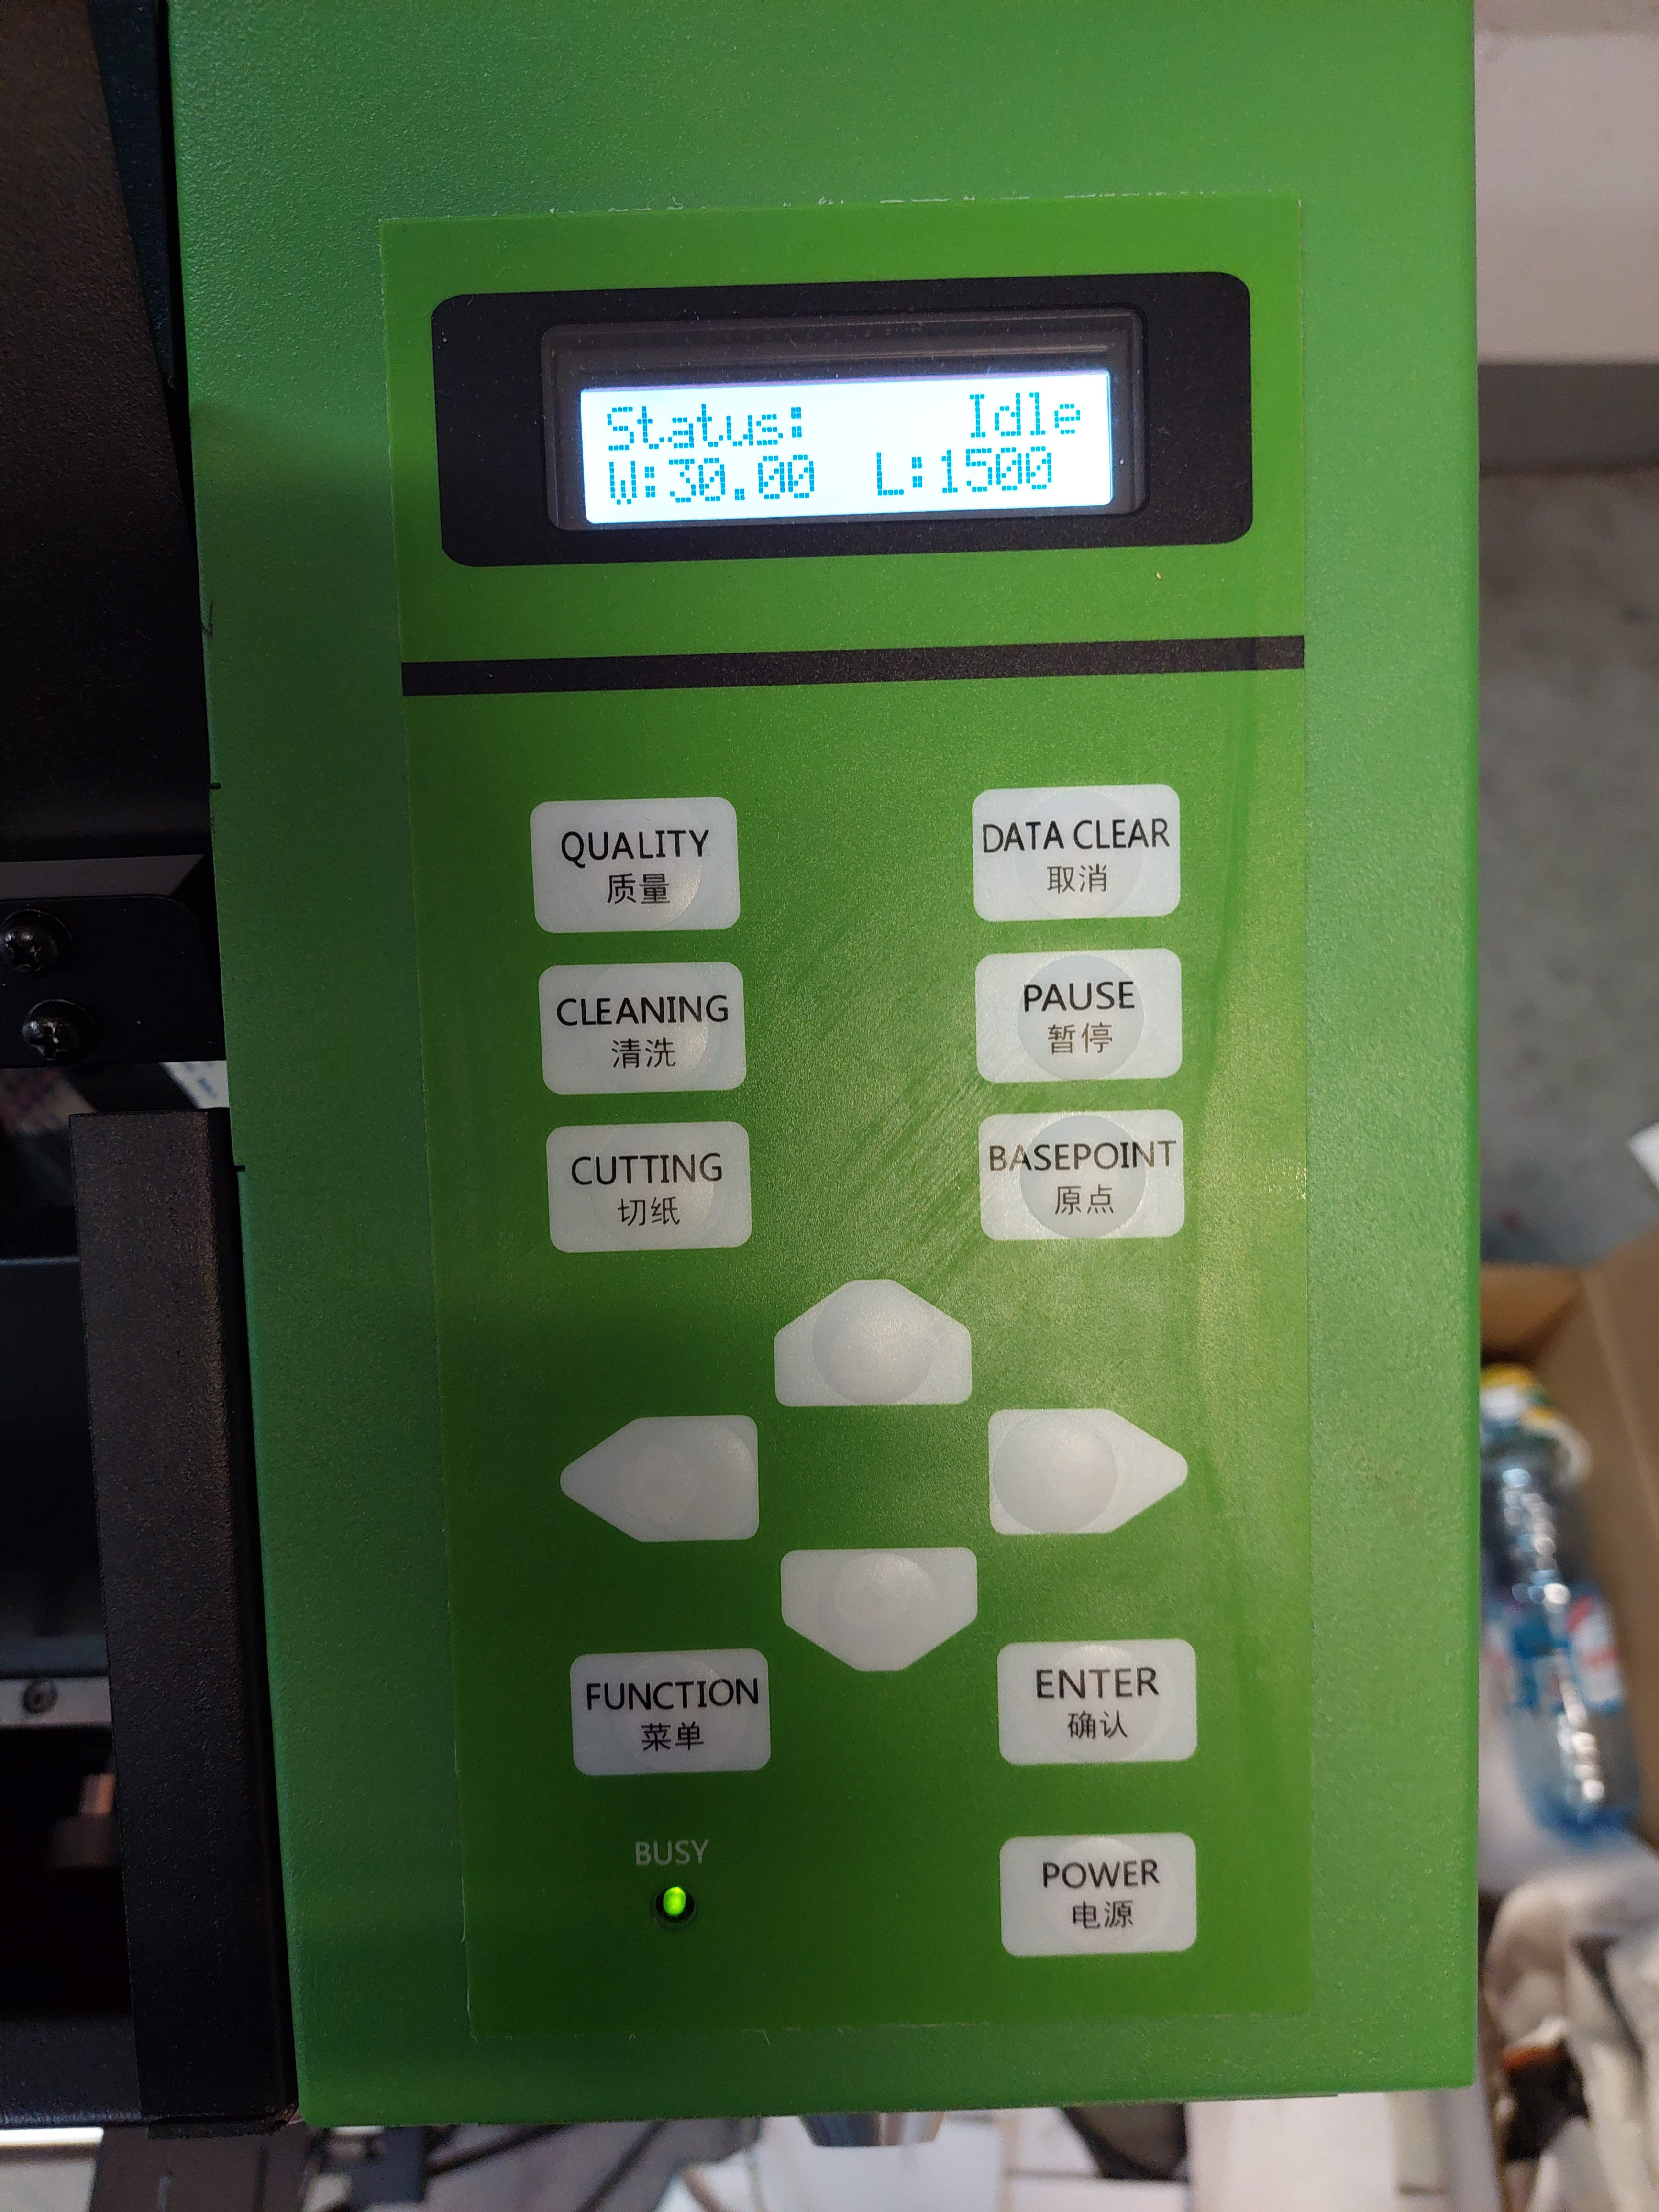 Status: Idle
W:30.00 L:1500
QUALITY
质量
DATA CLEAR
取消
CLEANING
清洗
PAUSE
暂停
CUTTING
切纸
BASEPOINT
原点
FUNCTION
菜单
ENTER
确认
BUSY
POWER
电源